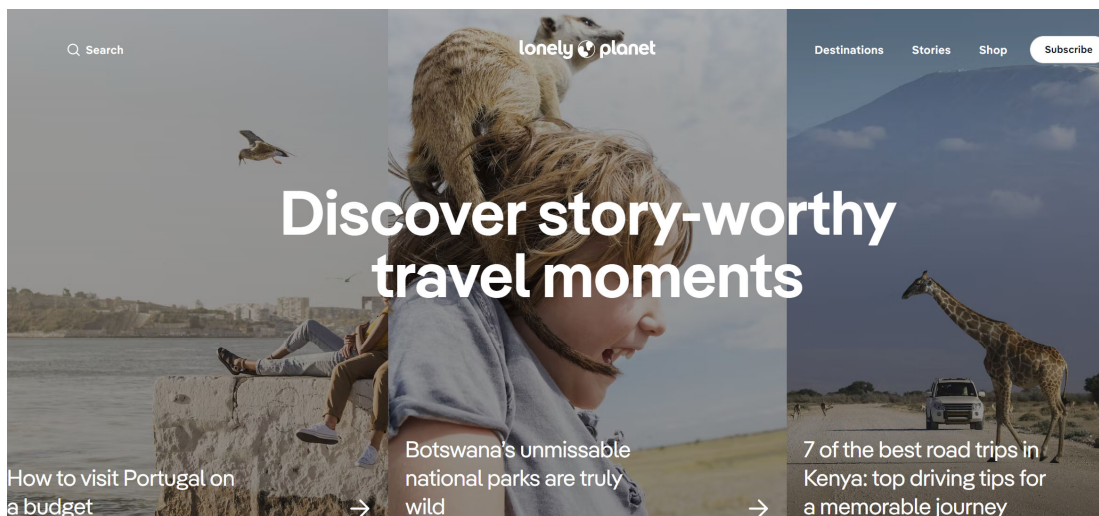 Search
lonely planet
Destinations
Stories
Shop
Subscribe
Discover story-worthy
travel moments
How to visit Portugal on
a budget
Botswana's unmissable
national parks are truly
wild
7 of the best road trips in
Kenya: top driving tips for
a memorable journey